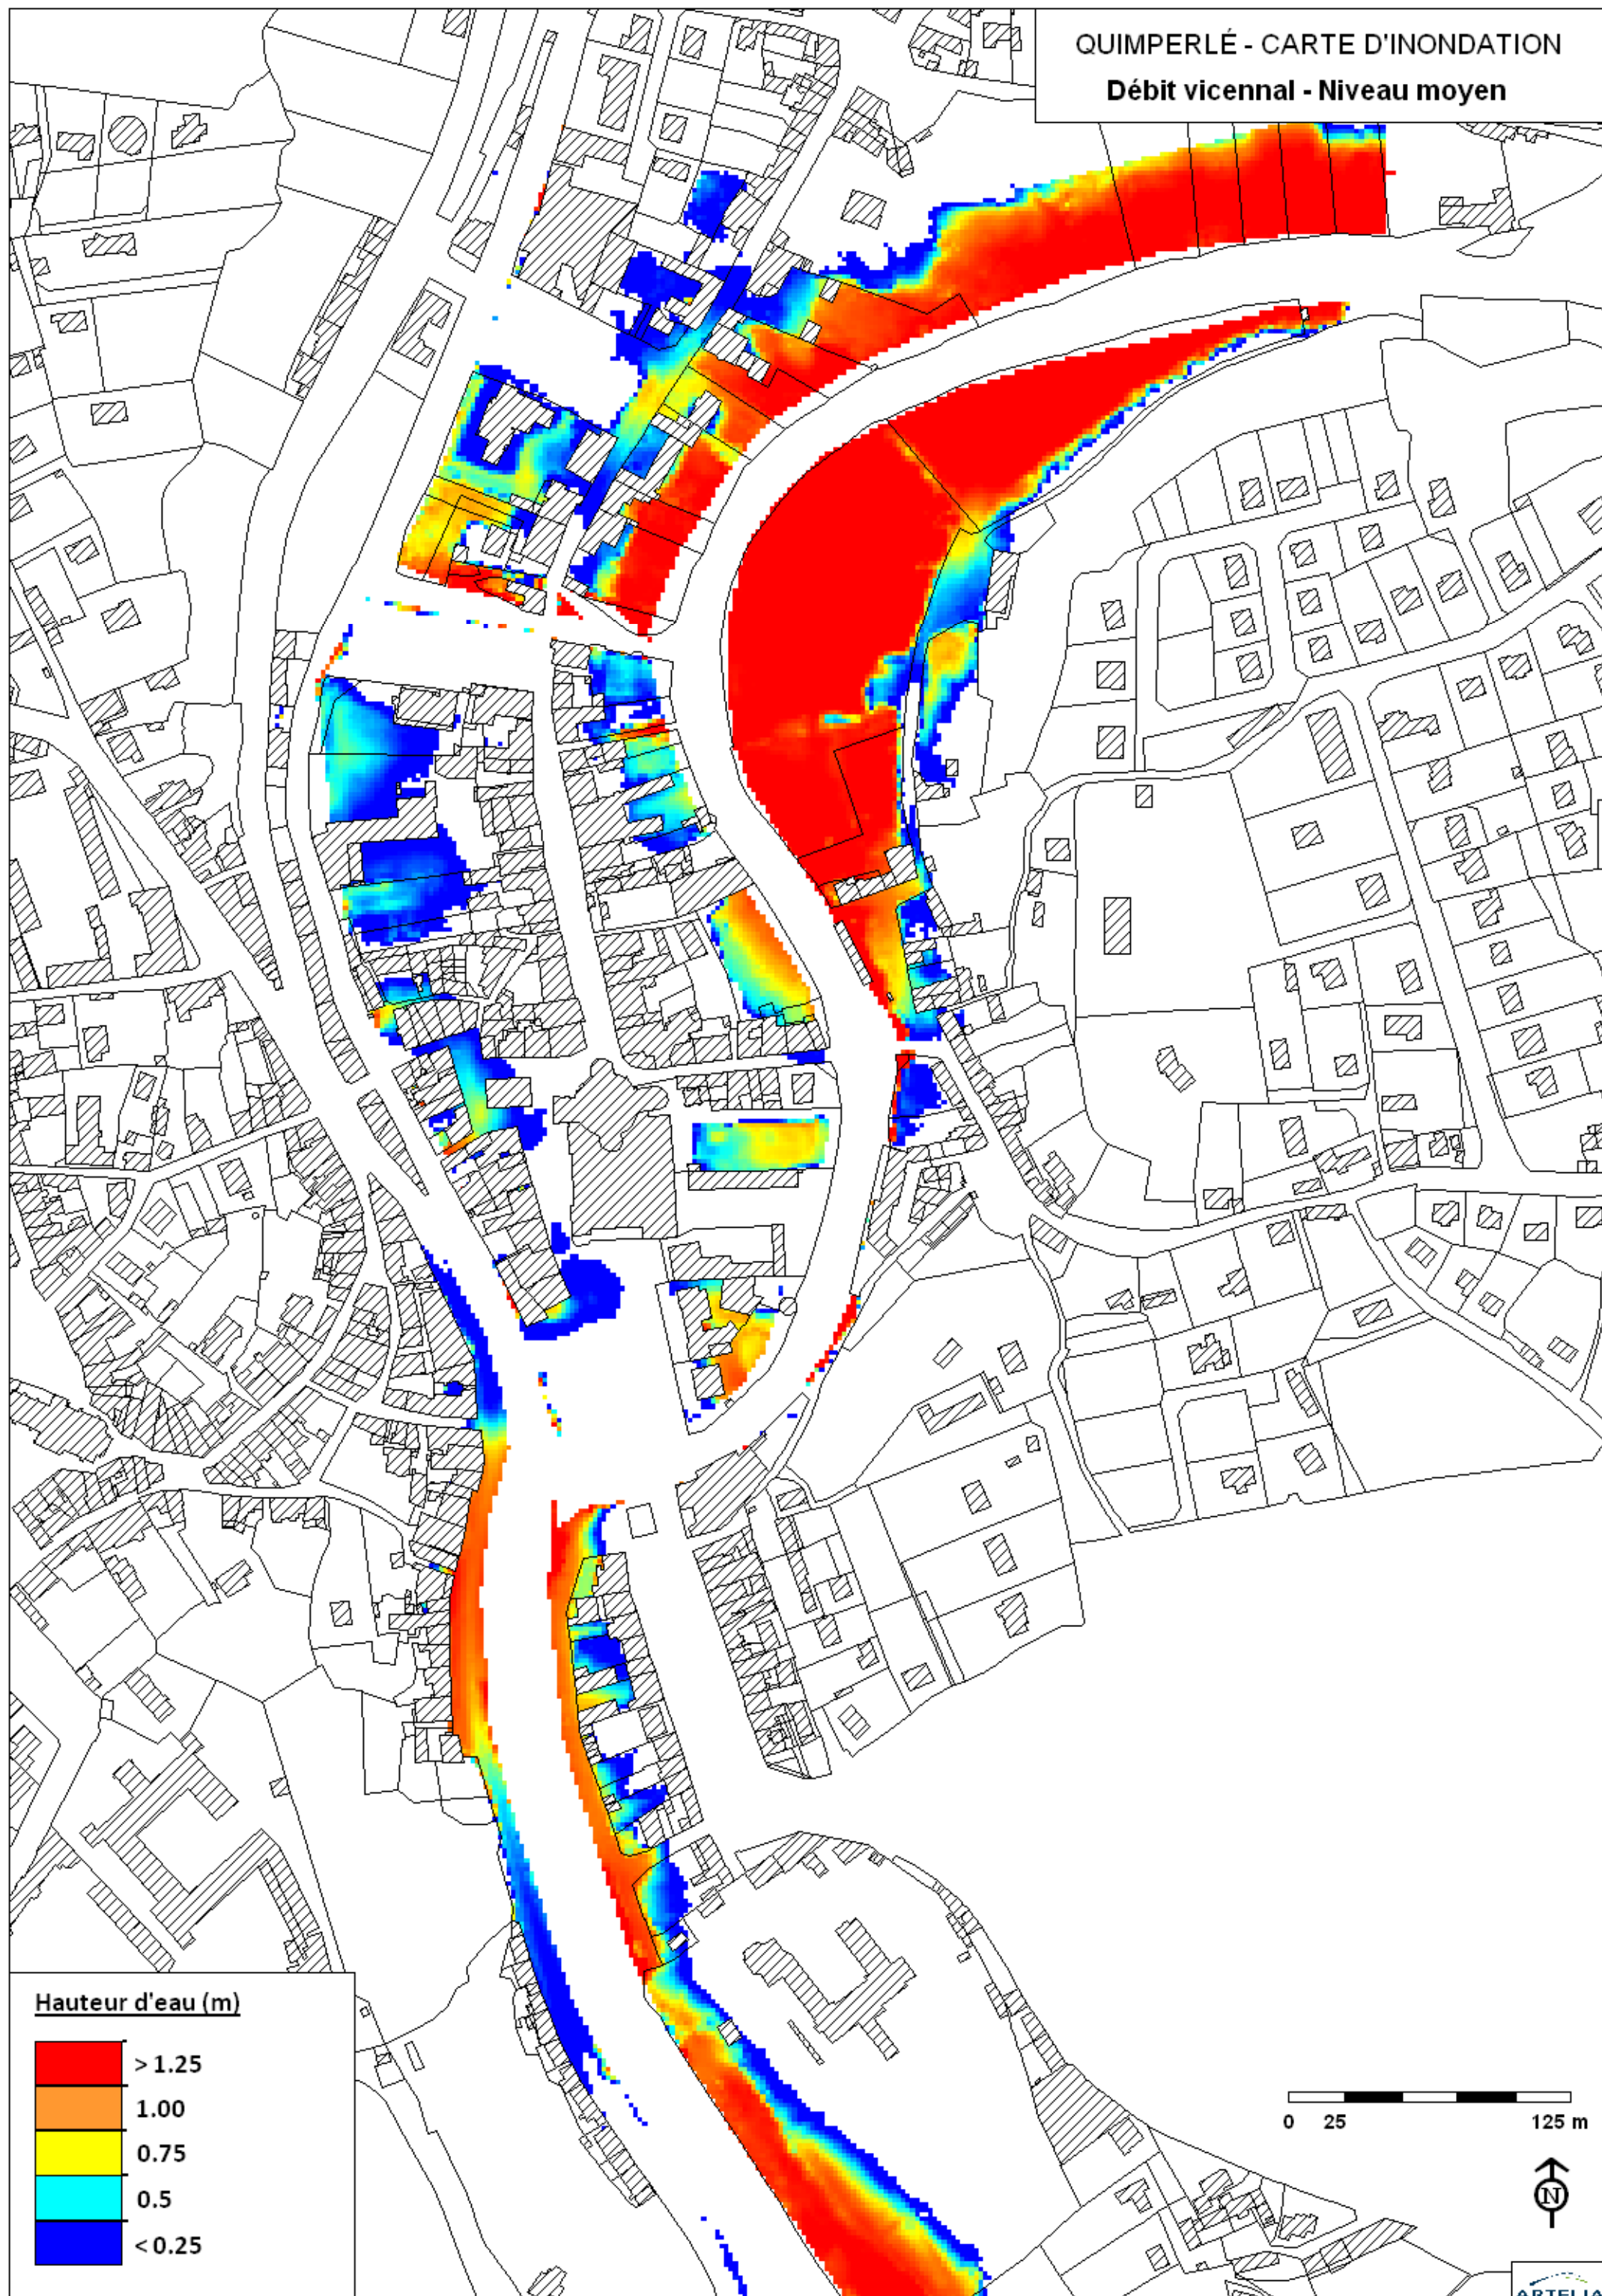 QUIMPERLÉ - CARTE D'INONDATION
Débit vicennal - Niveau moyen
Hauteur d'eau (m)
> 1.25
1.00
0.75
0.5
< 0.25
0 25 125 m
N
ARTELIA